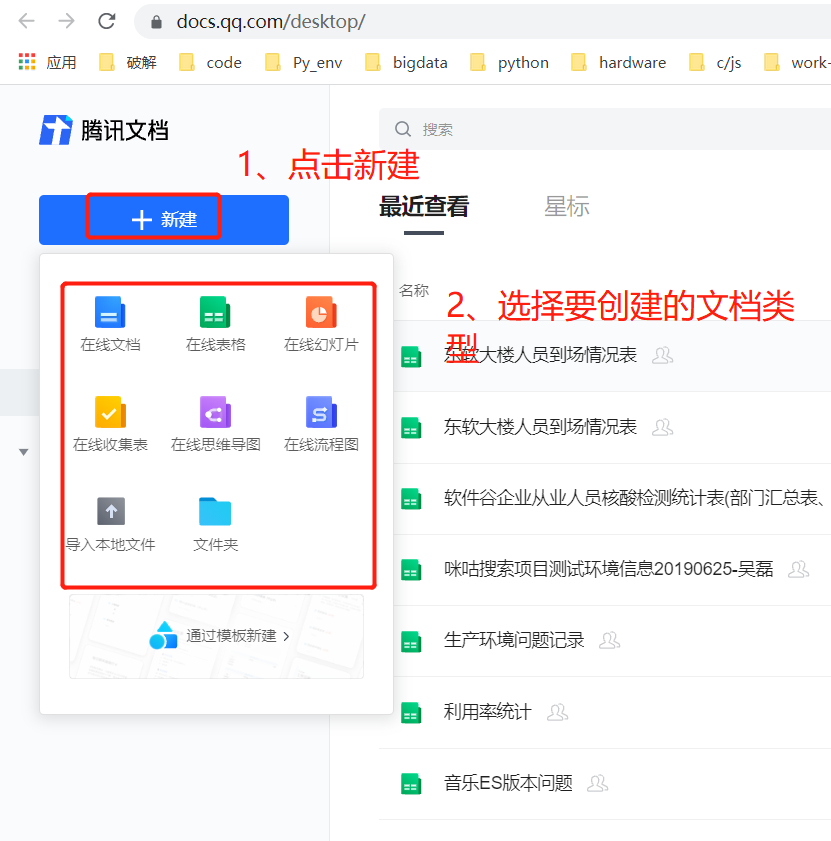 docs.qq.com/desktop/
应用 破解 code Py_env bigdata python hardware c/js work-
腾讯文档
搜索
1、点击新建
新建
最近查看 星标
名称
2、选择要创建的文档类
型
在线文档 在线表格 在线幻灯片
东软大楼人员到场情况表
在线收集表 在线思维导图 在线流程图
东软大楼人员到场情况表
软件谷企业从业人员核酸检测统计表(部门汇总表、
导入本地文件 文件夹
咪咕搜索项目测试环境信息20190625-吴磊
通过模板新建
生产环境问题记录
利用率统计
音乐ES版本问题